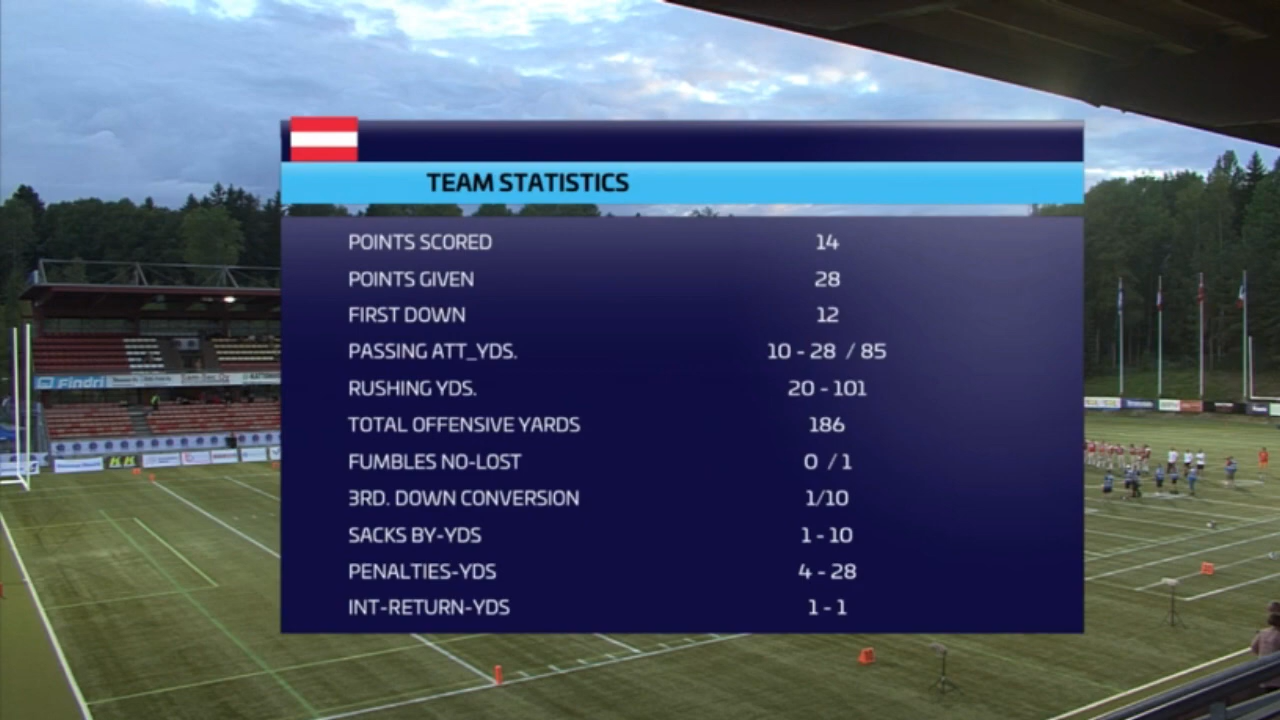 TEAM STATISTICS
POINTS SCORED 14
POINTS GIVEN 28
FIRST DOWN 12
PASSING ATT_YDS. 10 - 28 / 85
RUSHING YDS. 20 - 101
TOTAL OFFENSIVE YARDS 186
FUMBLES NO-LOST 0 / 1
3RD. DOWN CONVERSION 1/10
SACKS BY-YDS 1 - 10
PENALTIES-YDS 4 - 28
INT-RETURN-YDS 1 - 1
Findri